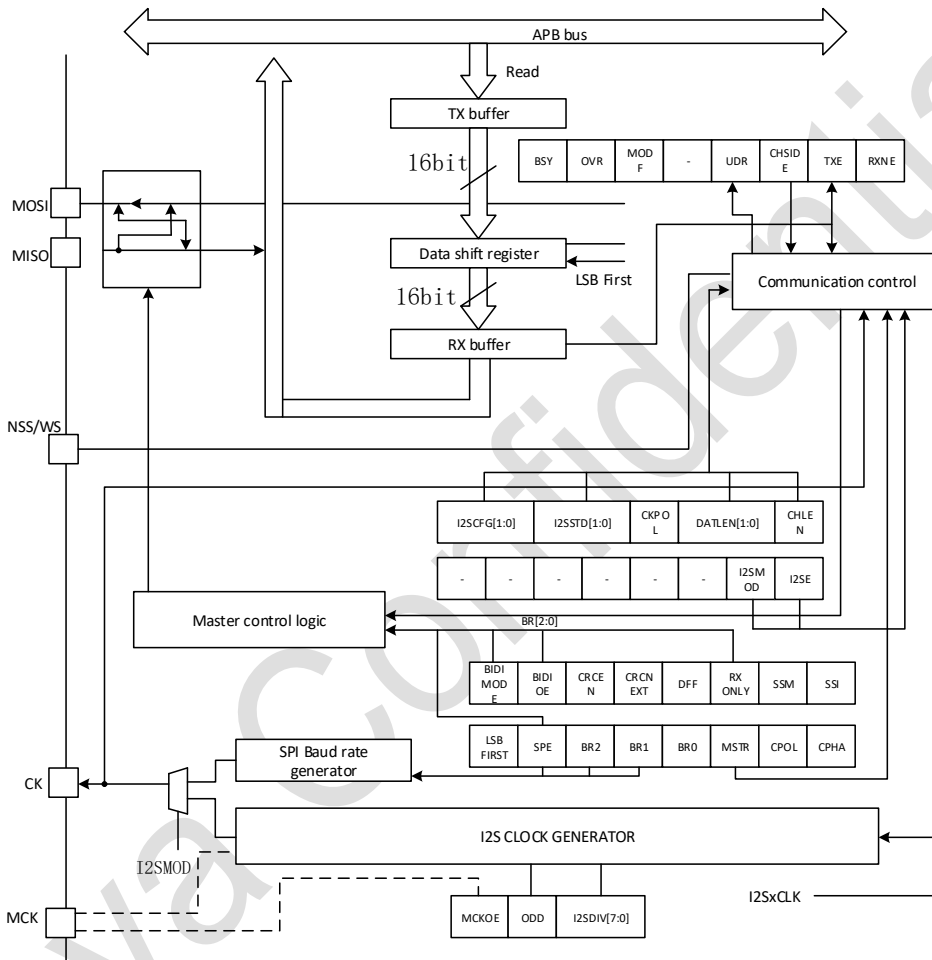 APB bus
Read
TX buffer
16bit
BSY
OVR
MOD
F
-
UDR
CHSID
E
TXE
RXNE
MOSI
MISO
Data shift register
LSB First
Communication control
16bit
RX buffer
NSS/WS
I2SCFG[1:0]
I2SSTD[1:0]
CKPO
L
DATLEN[1:0]
CHLE
N
-
-
-
-
-
-
I2SM
OD
I2SE
Master control logic
BR[2:0]
BIDI
MOD
E
BIDI
OE
CRCE
N
CRCN
EXT
DFF
RX
ONLY
SSM
SSI
LSB
FIRST
SPE
BR2
BR1
BR0
MSTR
CPOL
CPHA
SPI Baud rate
generator
CK
I2S CLOCK GENERATOR
I2SMOD
I2SxCLK
MCK
MCKOE
ODD
I2SDIV[7:0]
va Confidentia